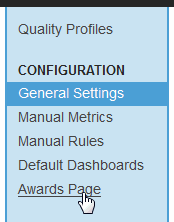 Quality Profiles
CONFIGURATION
General Settings
Manual Metrics
Manual Rules
Default Dashboards
Awards Page